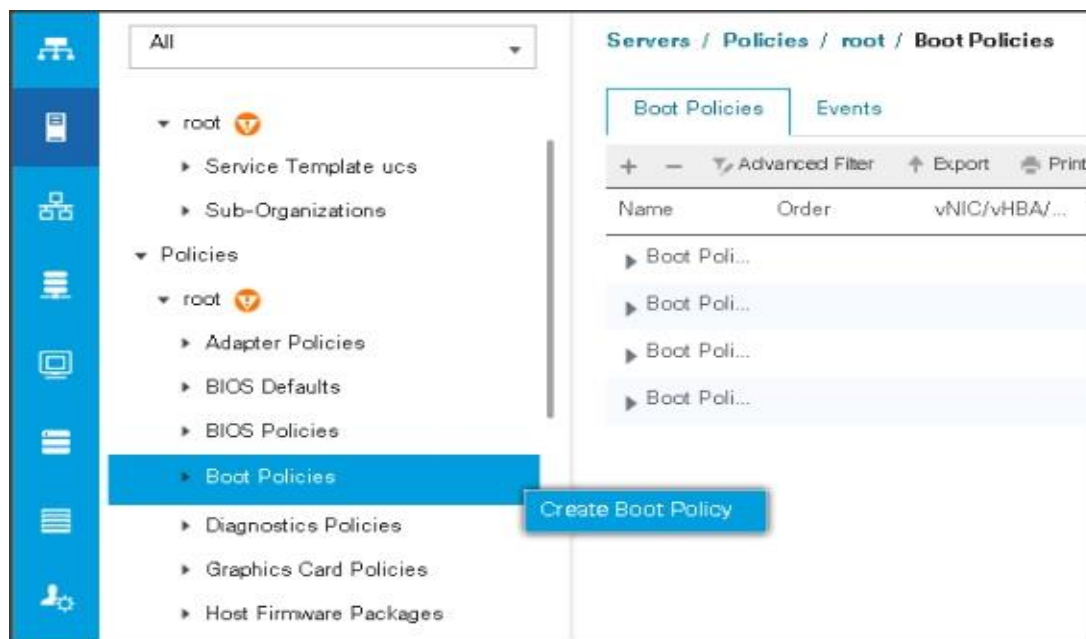 All
root
Service Template ucs
Sub-Organizations
Policies
root
Adapter Policies
BIOS Defaults
BIOS Policies
Boot Policies
Create Boot Policy
Diagnostics Policies
Graphics Card Policies
Host Firmware Packages
Servers / Policies / root / Boot Policies
Boot Policies Events
+ − Advanced Filter Export Print
Name Order vNIC/vHBA/...
Boot Poli...
Boot Poli...
Boot Poli...
Boot Poli...